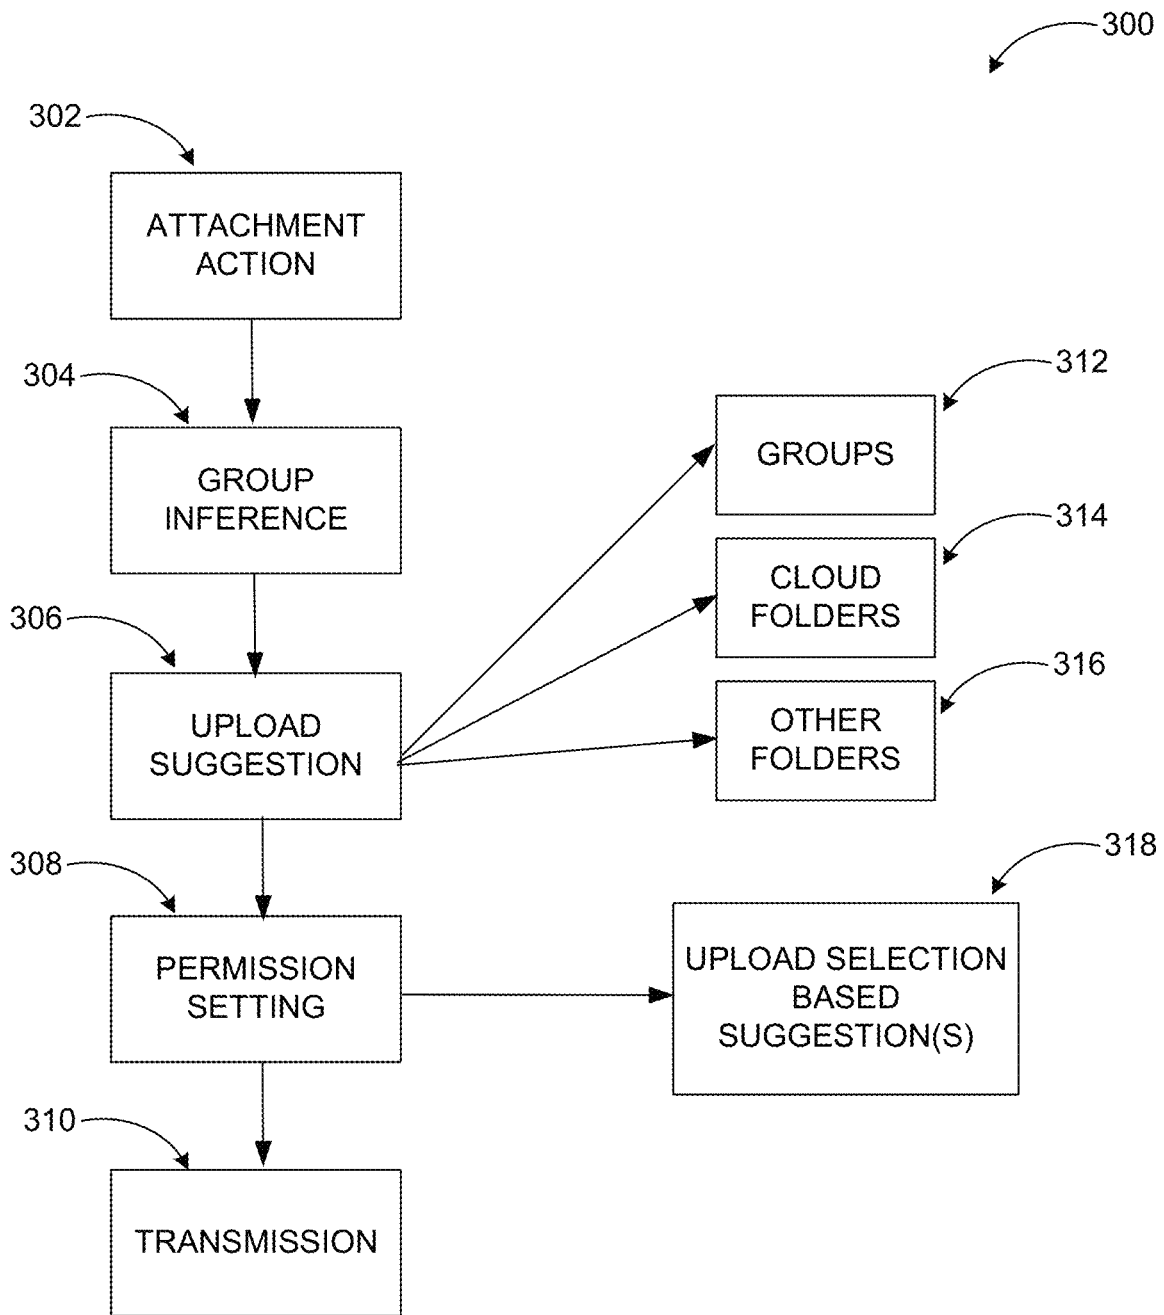 300
302
ATTACHMENT
ACTION
304
GROUP
INFERENCE
312
GROUPS
314
CLOUD
FOLDERS
306
UPLOAD
SUGGESTION
316
OTHER
FOLDERS
308
PERMISSION
SETTING
318
UPLOAD SELECTION
BASED
SUGGESTION(S)
310
TRANSMISSION